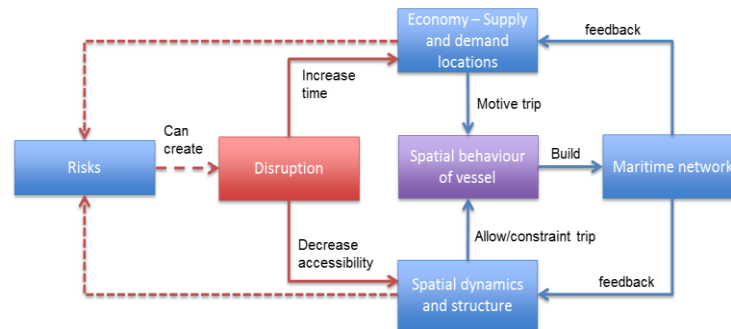 Economy – Supply
and demand
locations
feedback
Increase
time
Motive trip
Can
create
Risks
Disruption
Spatial behaviour
of vessel
Build
Maritime network
Decrease
accessibility
Allow/constraint trip
Spatial dynamics
and structure
feedback